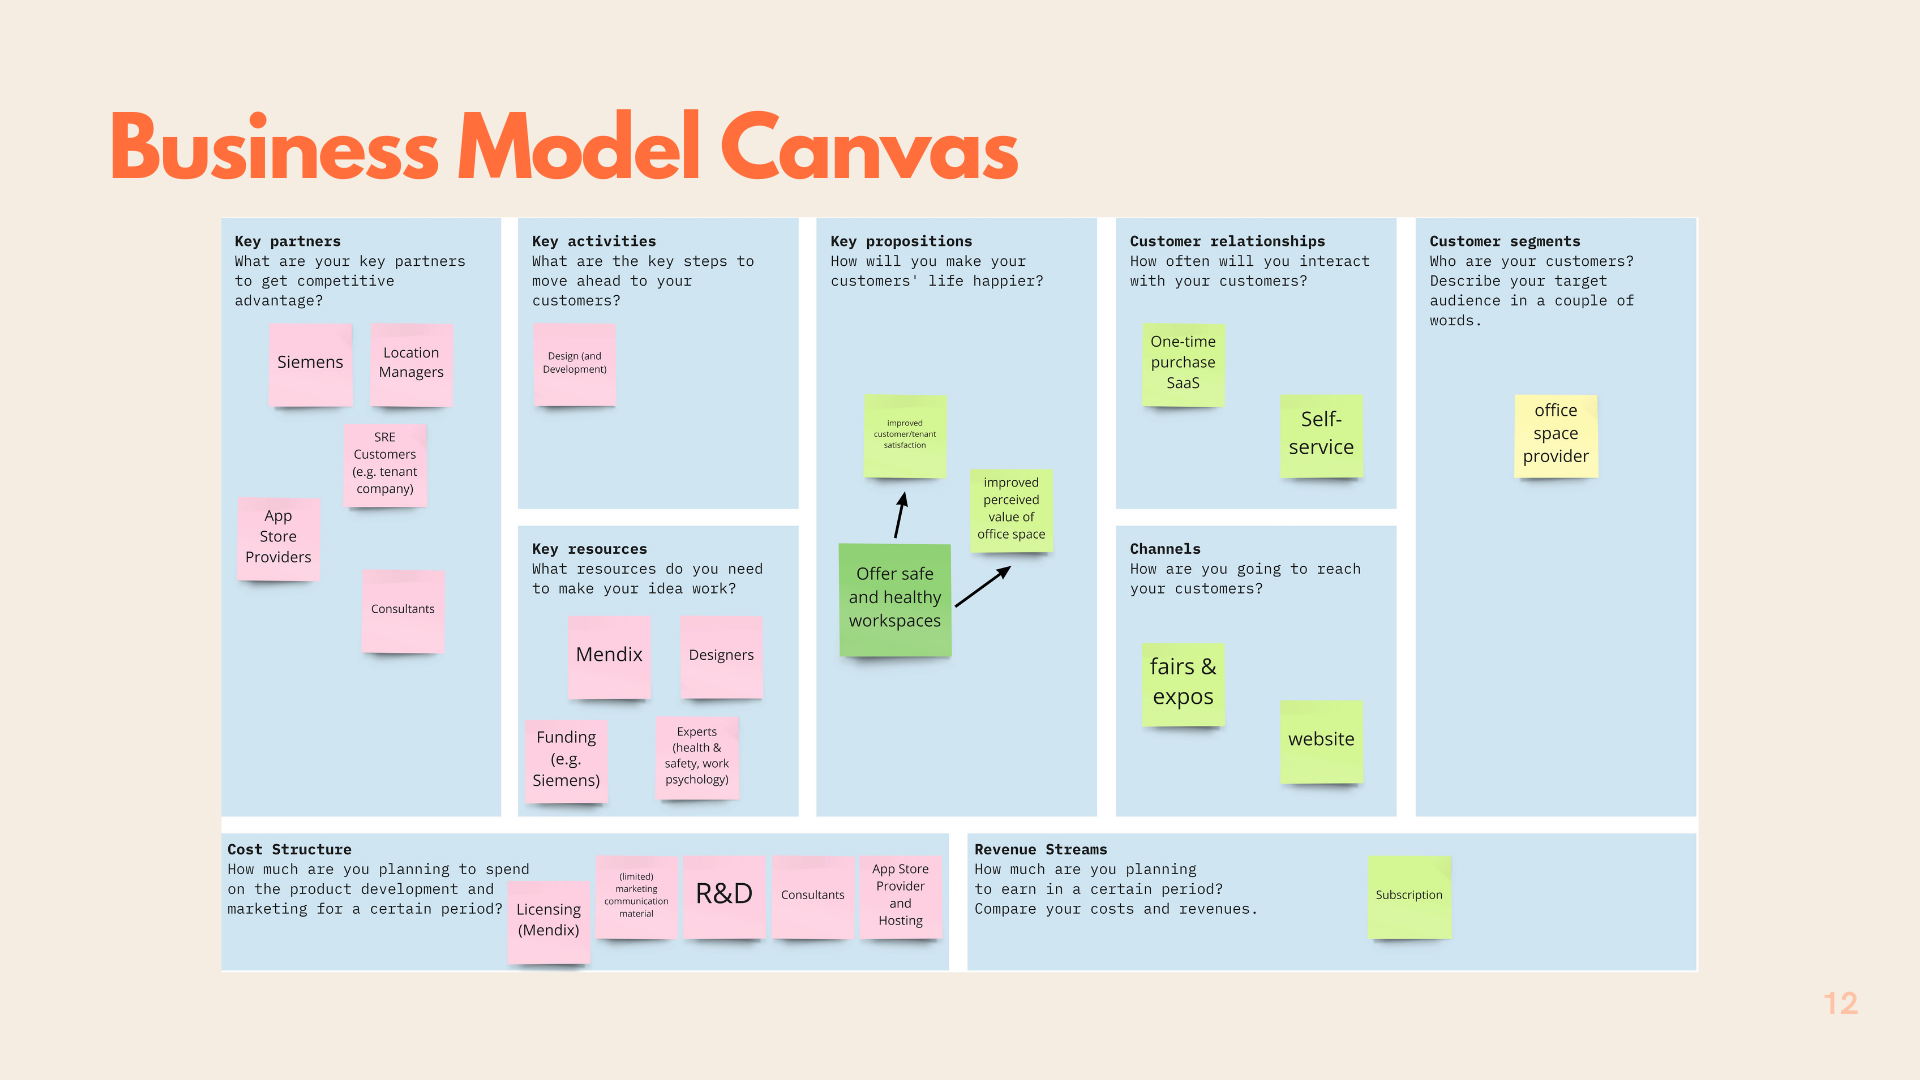 Business Model Canvas
Key partners
What are your key partners
to get competitive
advantage?
Siemens
Location
Managers
SRE
Customers
(e.g. tenant
company)
App
Store
Providers
Consultants
Key activities
What are the key steps to
move ahead to your
customers?
Design (and
Development)
Key resources
What resources do you need
to make your idea work?
Mendix
Designers
Funding
(e.g.
Siemens)
Experts
(health &
safety, work
psychology)
Key propositions
How will you make your
customers' life happier?
improved
customer/tenant
satisfaction
improved
perceived
value of
office space
Offer safe
and healthy
workspaces
Customer relationships
How often will you interact
with your customers?
One-time
purchase
SaaS
Self-
service
Channels
How are you going to reach
your customers?
fairs &
expos
website
Customer segments
Who are your customers?
Describe your target
audience in a couple of
words.
office
space
provider
Cost Structure
How much are you planning to spend
on the product development and
marketing for a certain period?
Licensing
(Mendix)
(limited)
marketing
communication
material
R&D
Consultants
App Store
Provider
and
Hosting
Revenue Streams
How much are you planning
to earn in a certain period?
Compare your costs and revenues.
Subscription
12